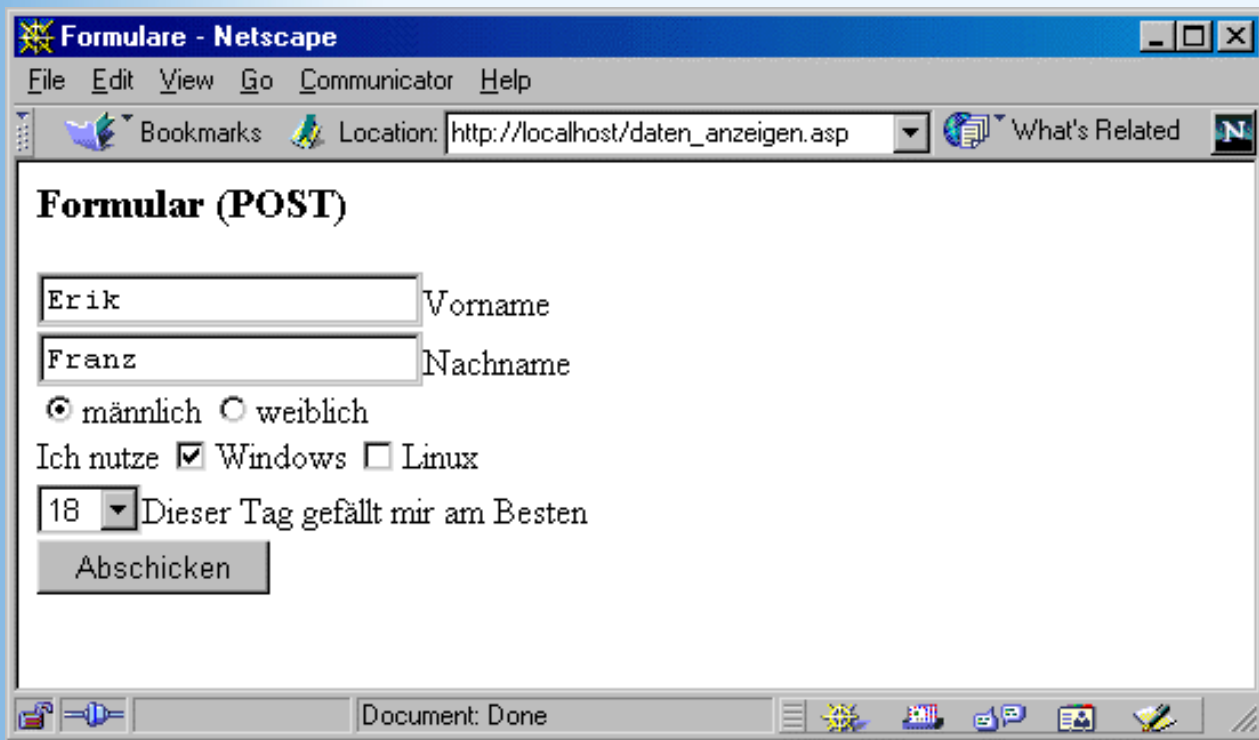 Formulare - Netscape
File Edit View Go Communicator Help
Bookmarks Location: http://localhost/daten_anzeigen.asp What's Related N
Formular (POST)
Erik Vorname
Franz Nachname
männlich weiblich
Ich nutze Windows Linux
18 Dieser Tag gefällt mir am Besten
Abschicken
Document: Done